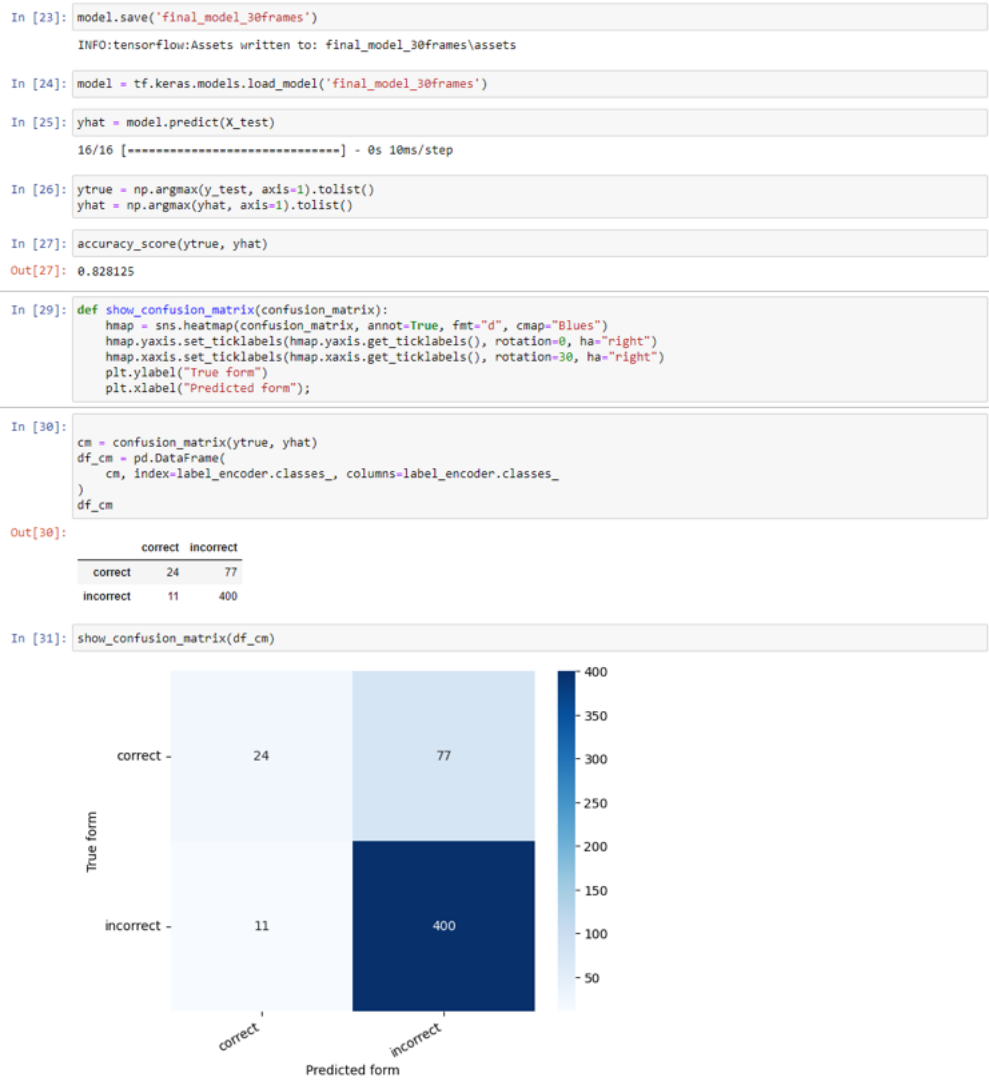 In [23]: model.save('final_model_30frames')
INFO:tensorflow:Assets written to: final_model_30frames\assets
In [24]: model = tf.keras.models.load_model('final_model_30frames')
In [25]: yhat = model.predict(X_test)
16/16 [==============================] - 0s 10ms/step
In [26]: ytrue = np.argmax(y_test, axis=1).tolist()
yhat = np.argmax(yhat, axis=1).tolist()
In [27]: accuracy_score(ytrue, yhat)
Out[27]: 0.828125
In [29]: def show_confusion_matrix(confusion_matrix):
    hmap = sns.heatmap(confusion_matrix, annot=True, fmt="d", cmap="Blues")
    hmap.yaxis.set_ticklabels(hmap.yaxis.get_ticklabels(), rotation=0, ha="right")
    hmap.xaxis.set_ticklabels(hmap.xaxis.get_ticklabels(), rotation=30, ha="right")
    plt.ylabel("True form")
    plt.xlabel("Predicted form");
In [30]:
cm = confusion_matrix(ytrue, yhat)
df_cm = pd.DataFrame(
    cm, index=label_encoder.classes_, columns=label_encoder.classes_
)
df_cm
Out[30]:
correct incorrect
correct 24 77
incorrect 11 400
In [31]: show_confusion_matrix(df_cm)
400
350
300
250
200
150
100
50
correct 24 77
True form
incorrect 11 400
correct incorrect
Predicted form